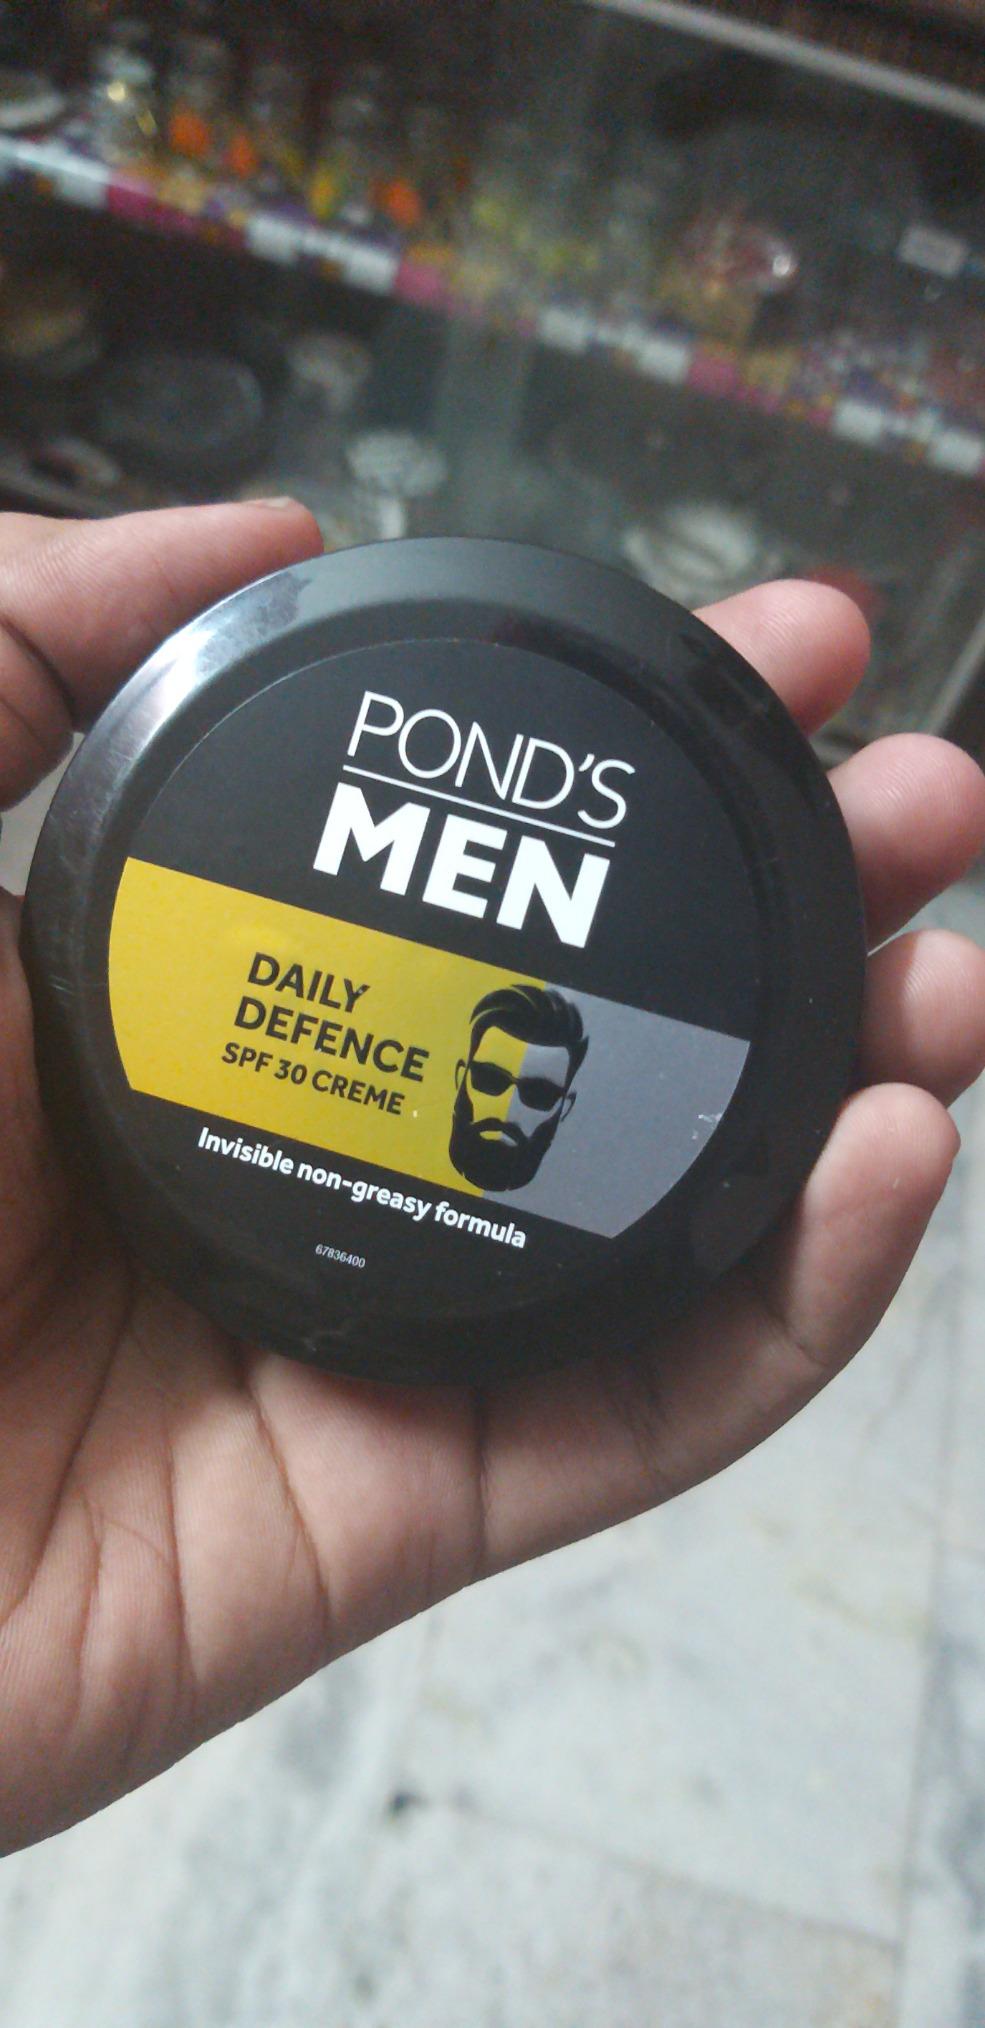 POND'S
MEN
DAILY
DEFENCE
SPF 30 CREME
Invisible non-greasy formula
67836400